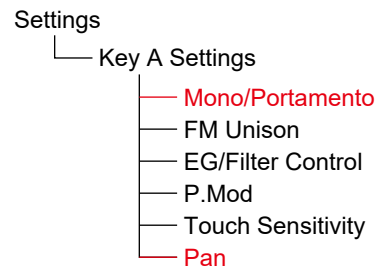 Settings
Key A Settings
Mono/Portamento
FM Unison
EG/Filter Control
P.Mod
Touch Sensitivity
Pan